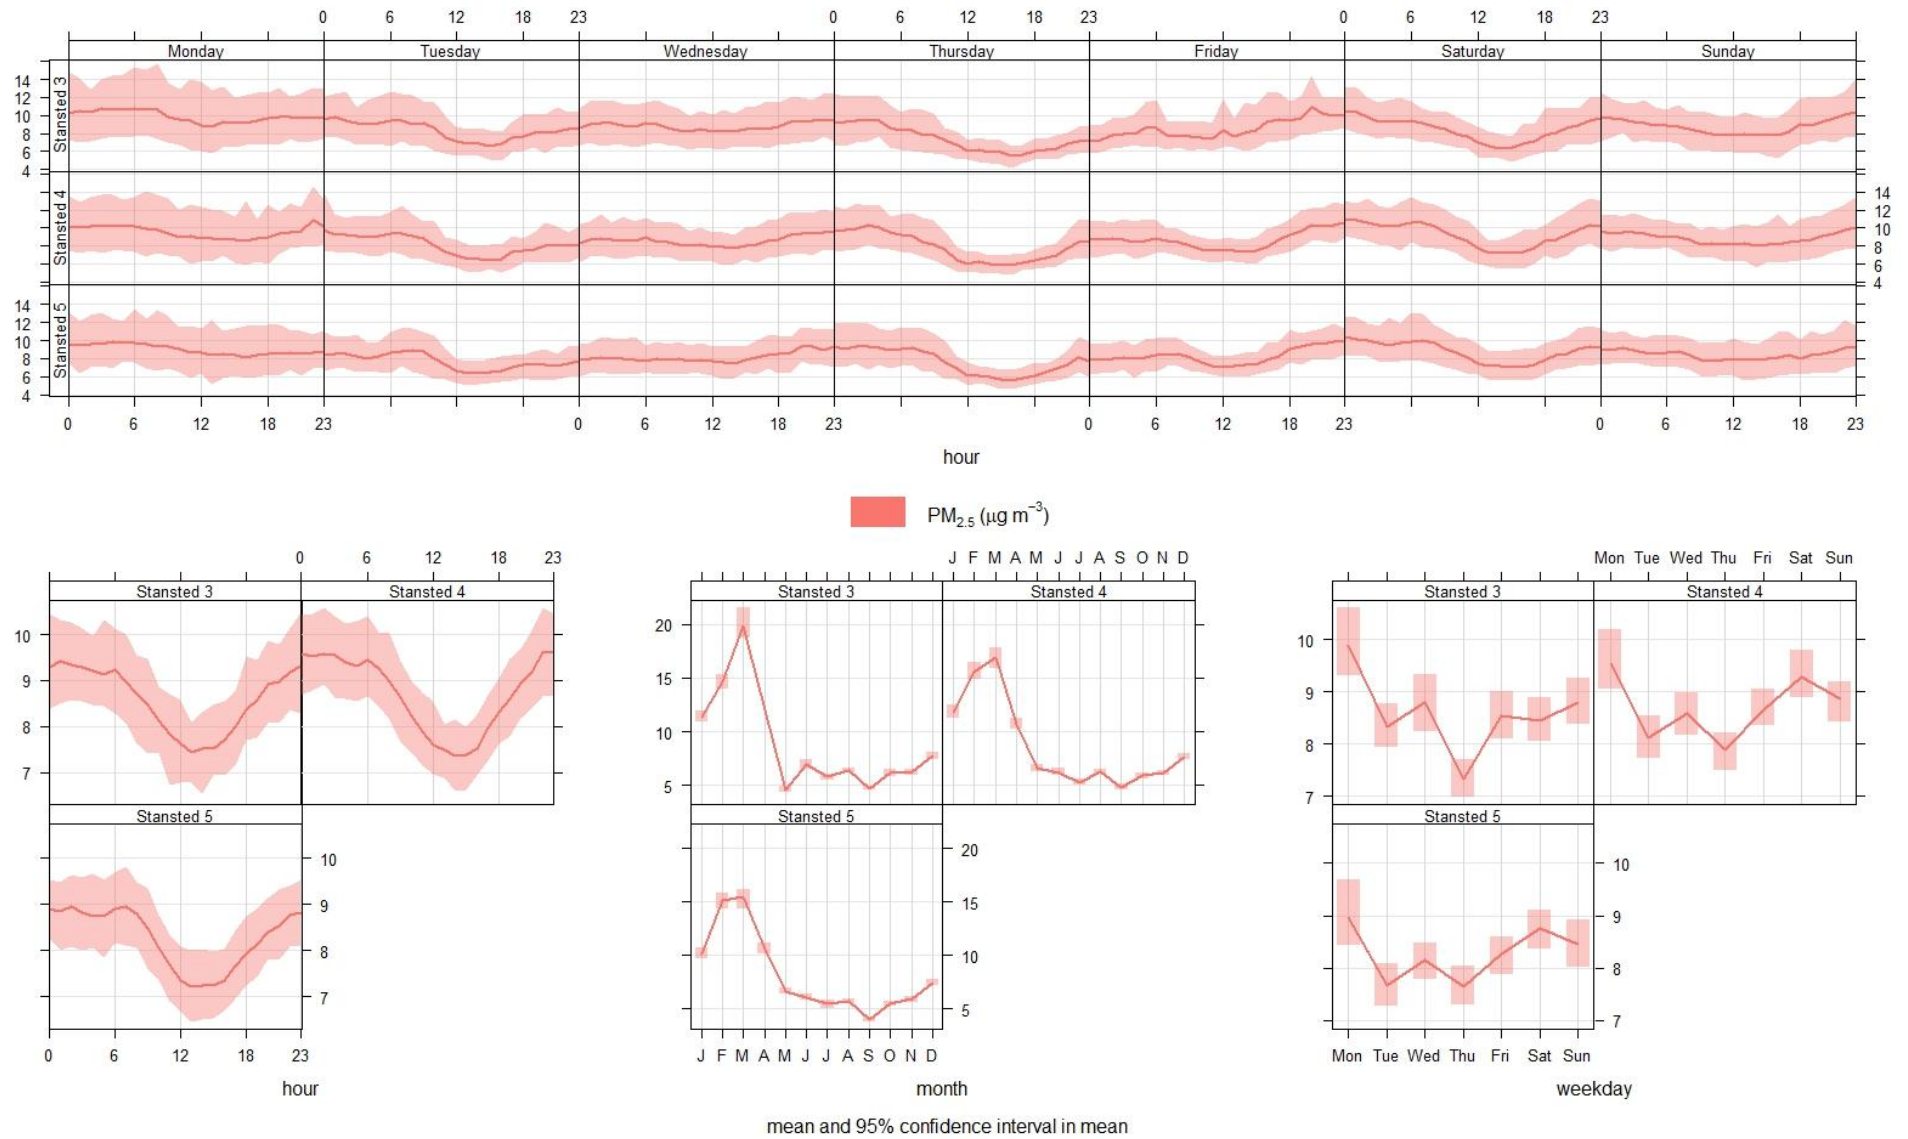 0 6 12 18 23 0 6 12 18 23 0 6 12 18 23
Monday Tuesday Wednesday Thursday Friday Saturday Sunday
Stansted 3
14
12
10
8
6
4
Stansted 4
14
12
10
8
6
4
Stansted 5
14
12
10
8
6
4
0 6 12 18 23 0 6 12 18 23 0 6 12 18 23 0 6 12 18 23
hour
PM2.5 (μg m−3)
0 6 12 18 23
Stansted 3 Stansted 4
10
9
8
7
Stansted 5
10
9
8
7
0 6 12 18 23
hour
J F M A M J J A S O N D
Stansted 3 Stansted 4
20
15
10
5
Stansted 5
20
15
10
5
J F M A M J J A S O N D
month
Mon Tue Wed Thu Fri Sat Sun
Stansted 3 Stansted 4
10
9
8
7
Stansted 5
10
9
8
7
Mon Tue Wed Thu Fri Sat Sun
weekday
mean and 95% confidence interval in mean